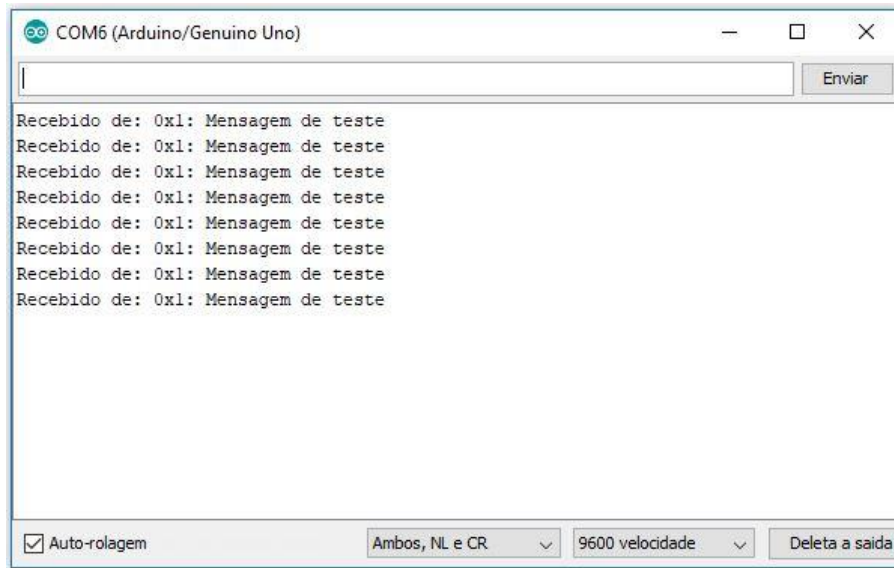 COM6 (Arduino/Genuino Uno)
Enviar
Recebido de: 0x1: Mensagem de teste
Recebido de: 0x1: Mensagem de teste
Recebido de: 0x1: Mensagem de teste
Recebido de: 0x1: Mensagem de teste
Recebido de: 0x1: Mensagem de teste
Recebido de: 0x1: Mensagem de teste
Recebido de: 0x1: Mensagem de teste
Recebido de: 0x1: Mensagem de teste
Auto-rolagem Ambos, NL e CR 9600 velocidade Deleta a saida